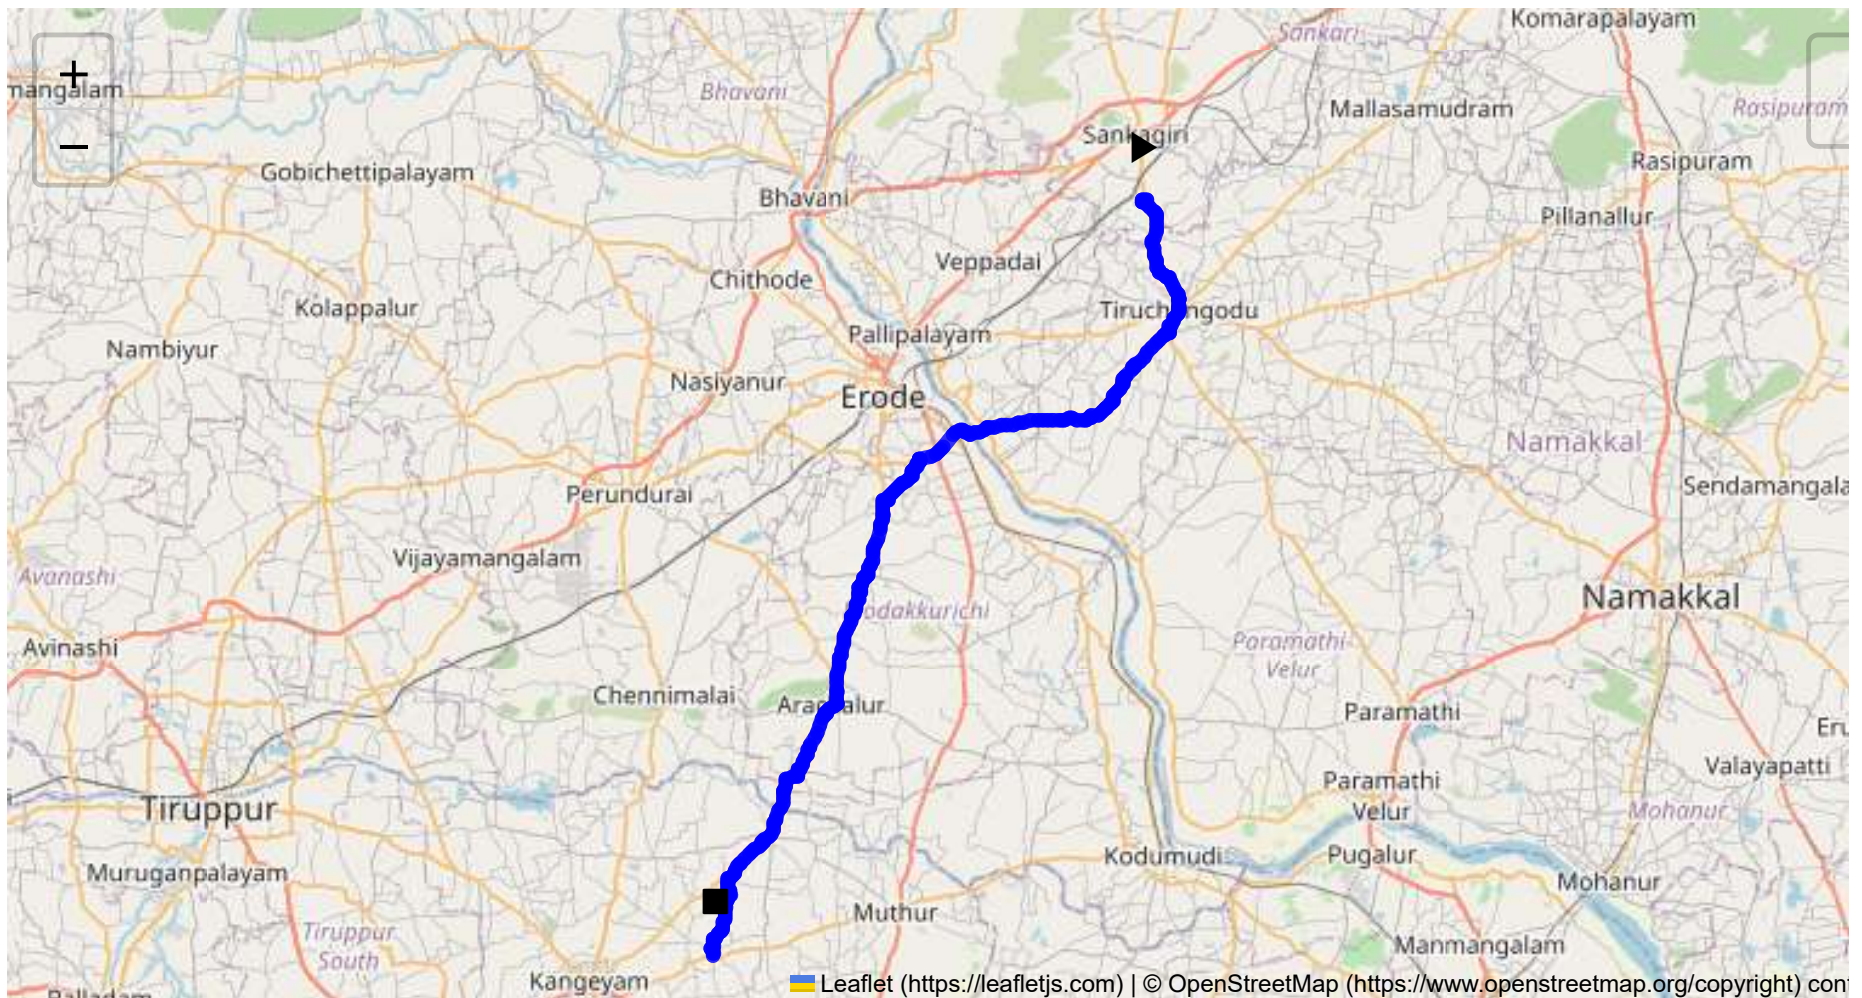 Komarapalayam
Sankari
+
mangalam
Bhavani
Mallasamudram
Rasipuram
Sankagiri
−
Gobichettipalayam
Rasipuram
Bhavani
Pillanallur
Veppadai
Chithode
Kolappalur
Tiruchengodu
Pallipalayam
Nambiyur
Nasiyanur
Erode
Namakkal
Perundurai
Sendamangala
Vijayamangalam
Avanashi
Namakkal
odakkurichi
Avinashi
Paramathi-
Velur
Chennimalai
Arachalur
Paramathi
Eru
Valayapatti
Paramathi
Velur
Tiruppur
Mohanur
Kodumudi
Pugalur
Muruganpalayam
Mohanur
Muthur
Tiruppur
South
Manmangalam
Kangeyam
Leaflet (https://leafletjs.com) | © OpenStreetMap (https://www.openstreetmap.org/copyright) con
Palladam